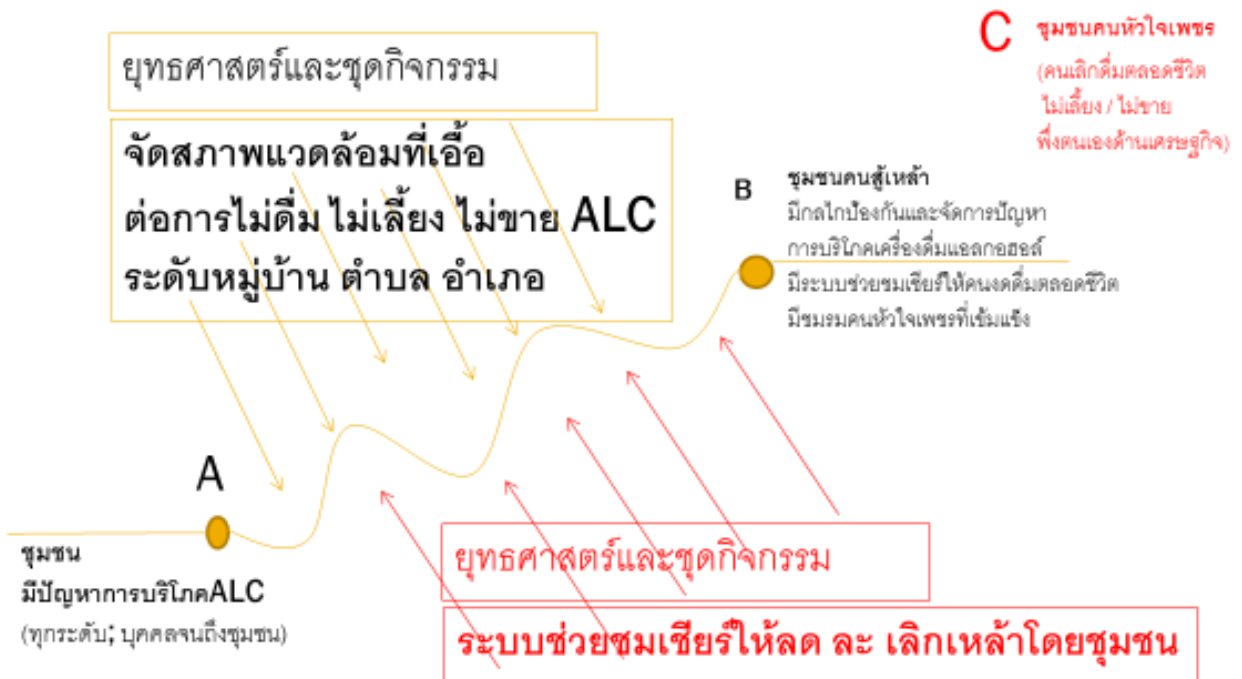 ยุทธศาสตร์และชุดกิจกรรม
จัดสภาพแวดล้อมที่เอื้อ
ต่อการไม่ดื่ม ไม่เลี้ยง ไม่ขาย ALC
ระดับหมู่บ้าน ตำบล อำเภอ
C ชุมชนคนหัวใจเพชร
(คนเลิกดื่มตลอดชีวิต
ไม่เลี้ยง / ไม่ขาย
พึ่งตนเองด้านเศรษฐกิจ)
B ชุมชนคนสู้เหล้า
มีกลไกป้องกันและจัดการปัญหา
การบริโภคเครื่องดื่มแอลกอฮอล์
มีระบบช่วยชมเชียร์ให้คนงดดื่มตลอดชีวิต
มีชมรมคนหัวใจเพชรที่เข้มแข็ง
A
ชุมชน
มีปัญหาการบริโภคALC
(ทุกระดับ; บุคคลจนถึงชุมชน)
ยุทธศาสตร์และชุดกิจกรรม
ระบบช่วยชมเชียร์ให้ลด ละ เลิกเหล้าโดยชุมชน